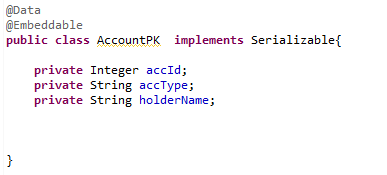 @Data
@Embeddable
public class AccountPK  implements Serializable{
private Integer accId;
private String accType;
private String holderName;
}